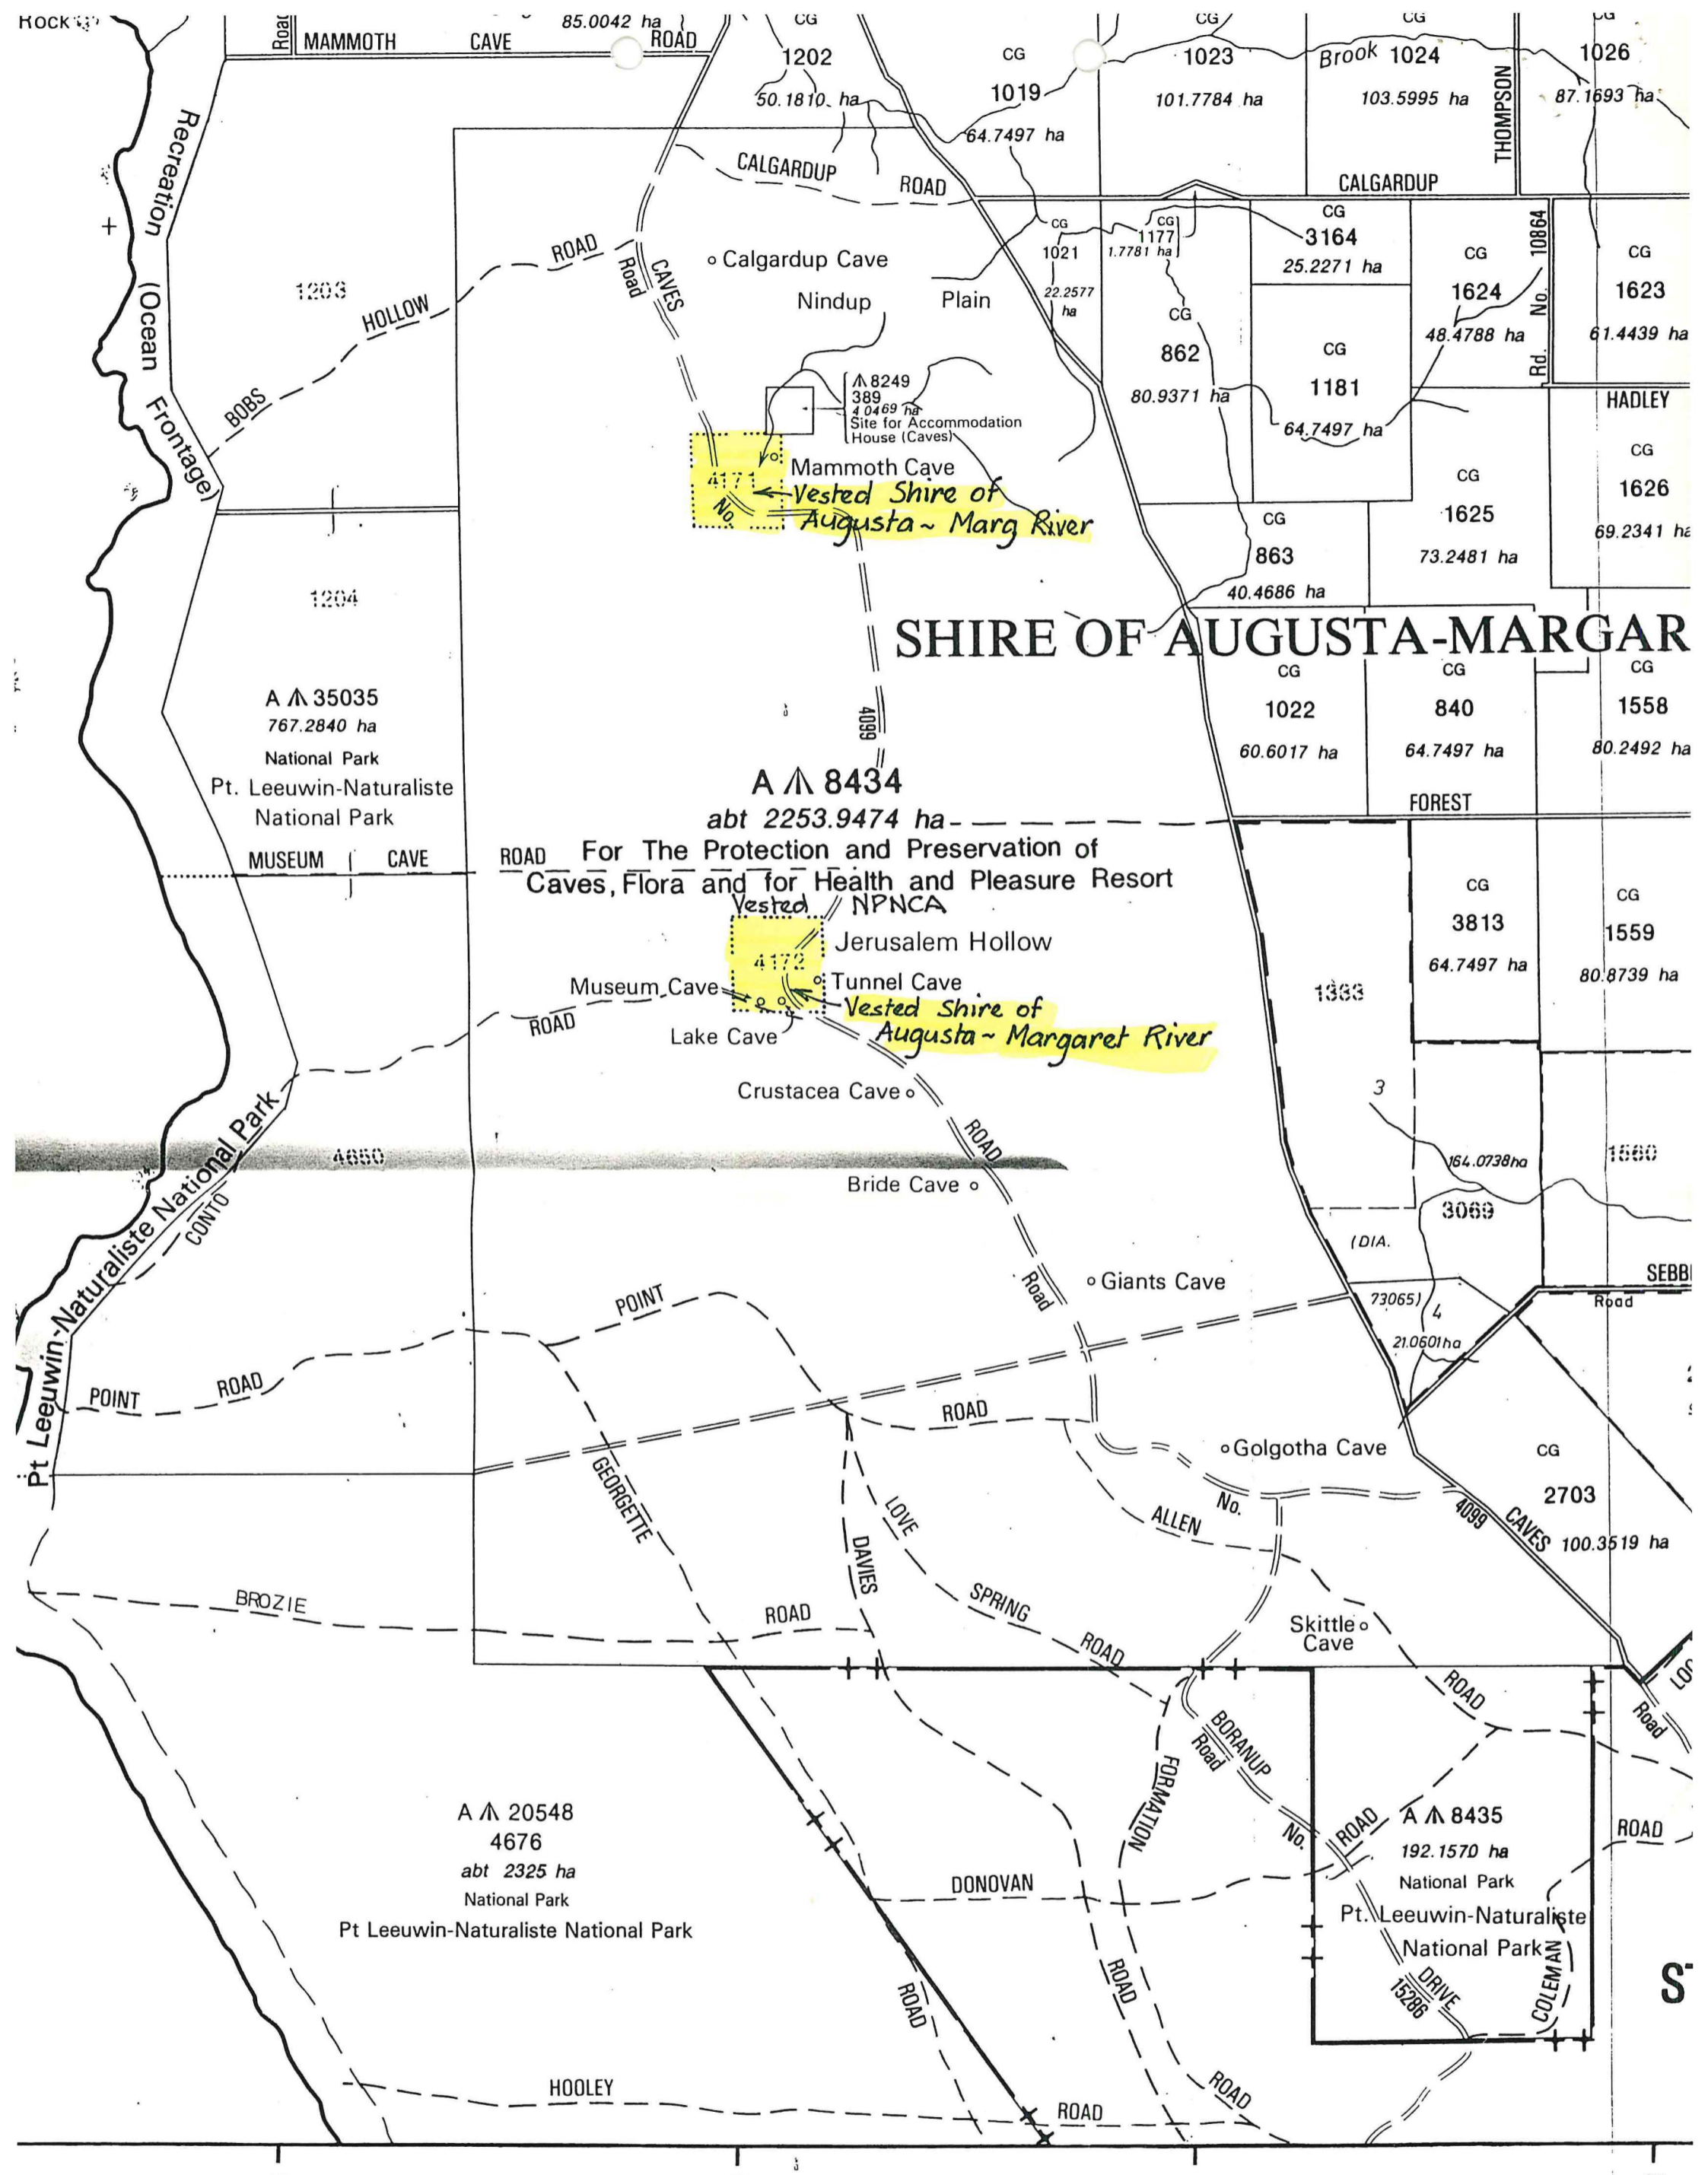 Rock
Road
MAMMOTH CAVE ROAD
85.0042 ha
CG
1202
50.1810 ha
CG
1019
64.7497 ha
CG
1023
101.7784 ha
CG
Brook 1024
103.5995 ha
THOMPSON
CG
1026
87.1693 ha
Recreation (Ocean Frontage)
CALGARDUP ROAD
CALGARDUP
1203
BOBS HOLLOW ROAD
CAVES
Road
Calgardup Cave
Nindup Plain
CG
1021
22.2577
ha
CG
1177
1.7781 ha
CG
3164
25.2271 ha
CG
1624
48.4788 ha
Rd. No. 10864
CG
1623
61.4439 ha
CG
862
80.9371 ha
CG
1181
64.7497 ha
HADLEY
8249
389
4.0469 ha
Site for Accommodation
House (Caves)
Mammoth Cave
4171
No.
Vested Shire of
Augusta ~ Marg River
CG
1625
73.2481 ha
CG
1626
69.2341 ha
CG
863
40.4686 ha
1204
SHIRE OF AUGUSTA-MARGAR
A 35035
767.2840 ha
National Park
Pt. Leeuwin-Naturaliste
National Park
4099
CG
1022
60.6017 ha
CG
840
64.7497 ha
CG
1558
80.2492 ha
A 8434
abt 2253.9474 ha
FOREST
MUSEUM CAVE ROAD
For The Protection and Preservation of
Caves, Flora and for Health and Pleasure Resort
Vested NPNCA
Jerusalem Hollow
4172
Museum Cave
Tunnel Cave
Lake Cave
Vested Shire of
Augusta ~ Margaret River
ROAD
CG
3813
64.7497 ha
CG
1559
80.8739 ha
1333
Crustacea Cave
ROAD
3
4650
164.0738ha
1560
Bride Cave
3069
CONTO
Pt Leeuwin-Naturaliste National Park
(DIA.
73065)
4
21.0601ha
SEBB
Road
Giants Cave
Road
POINT
POINT ROAD
ROAD
Golgotha Cave
CG
2703
100.3519 ha
GEORGETTE
LOVE
DAVIES
ALLEN
No.
4099
CAVES
BROZIE ROAD
SPRING
ROAD
Skittle
Cave
ROAD
Road
BORANUP
Road
No.
FORMATION
A 20548
4676
abt 2325 ha
National Park
Pt Leeuwin-Naturaliste National Park
DONOVAN
ROAD
A 8435
192.1570 ha
National Park
Pt. Leeuwin-Naturaliste
National Park
ROAD
COLEMAN
DRIVE
15286
ROAD
ROAD
HOOLEY ROAD
ROAD